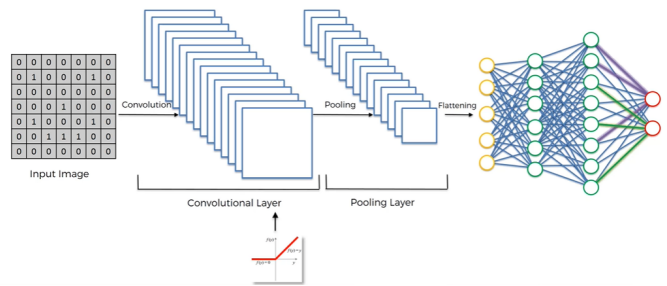 0 0 0 0 0 0 0
0 1 0 0 0 1 0
0 0 0 0 0 0 0
0 0 0 1 0 0 0
0 1 0 0 0 1 0
0 0 1 1 1 0 0
0 0 0 0 0 0 0
Input Image
Convolution
Pooling
Flattening
Convolutional Layer
Pooling Layer